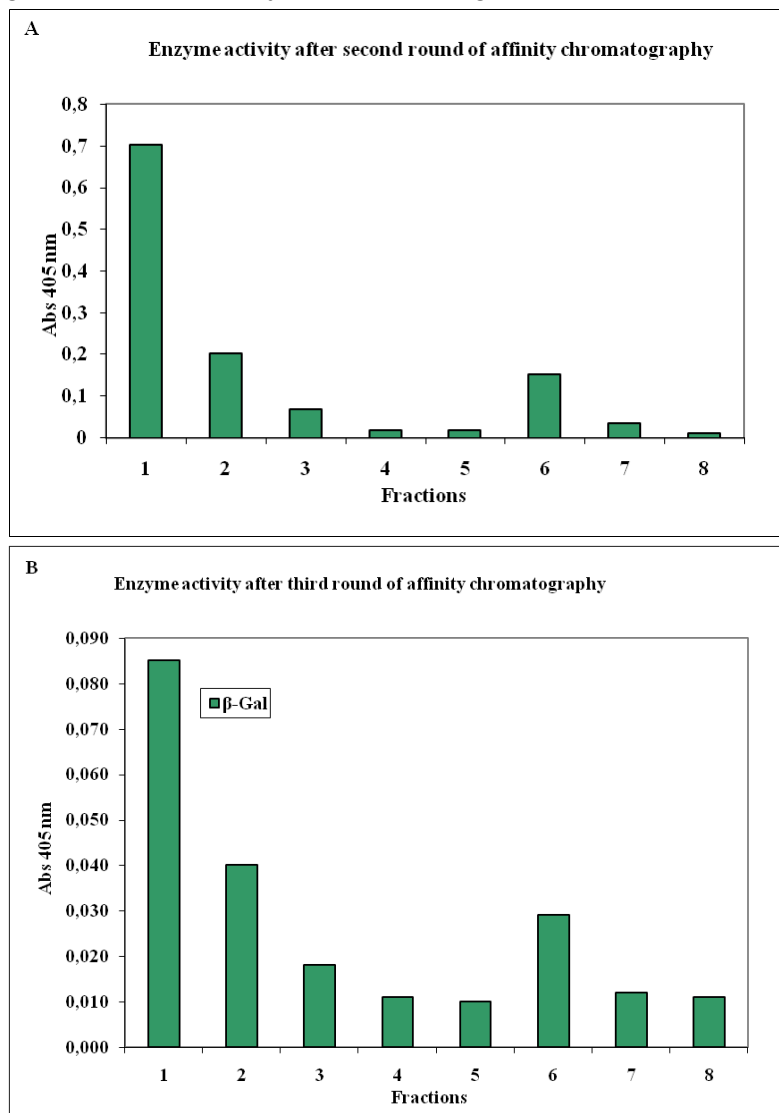 A
Enzyme activity after second round of affinity chromatography
0,8
0,7
0,6
0,5
0,4
0,3
0,2
0,1
0
Abs 405 nm
1 2 3 4 5 6 7 8
Fractions
B
Enzyme activity after third round of affinity chromatography
0,090
0,080
0,070
0,060
0,050
0,040
0,030
0,020
0,010
0,000
Abs 405 nm
β-Gal
1 2 3 4 5 6 7 8
Fractions